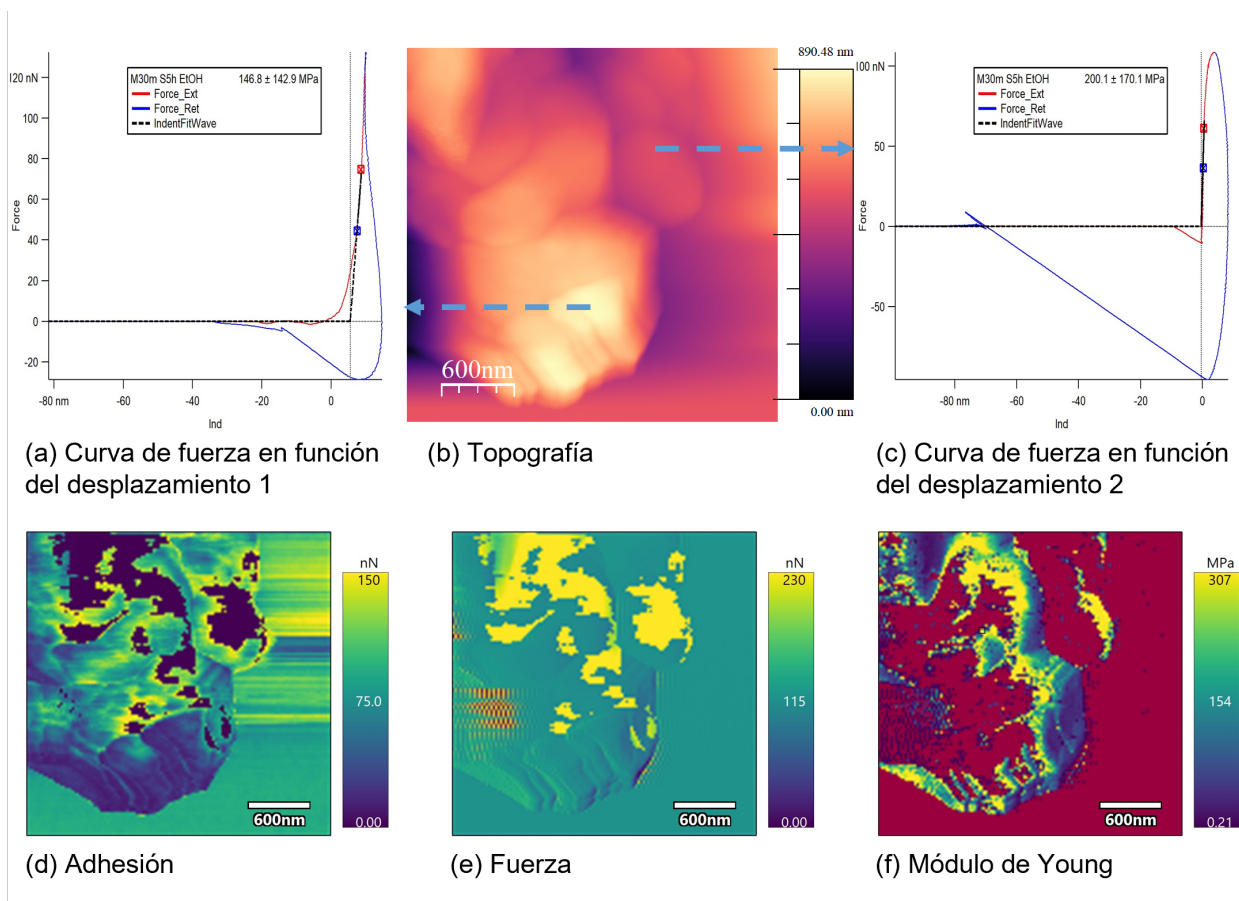 120 nN
100
80
60
40
20
0
-20
Force
-80 nm
-60
-40
-20
0
Ind
M30m S5h EtOH 146.8 ± 142.9 MPa
Force_Ext
Force_Ret
IndentFitWave
(a) Curva de fuerza en función
del desplazamiento 1
890.48 nm
0.00 nm
600nm
(b) Topografía
100 nN
50
0
-50
Force
-80 nm
-60
-40
-20
0
Ind
M30m S5h EtOH 200.1 ± 170.1 MPa
Force_Ext
Force_Ret
IndentFitWave
(c) Curva de fuerza en función
del desplazamiento 2
nN
150
75.0
0.00
600nm
(d) Adhesión
nN
230
115
0.00
600nm
(e) Fuerza
MPa
307
154
0.21
600nm
(f) Módulo de Young